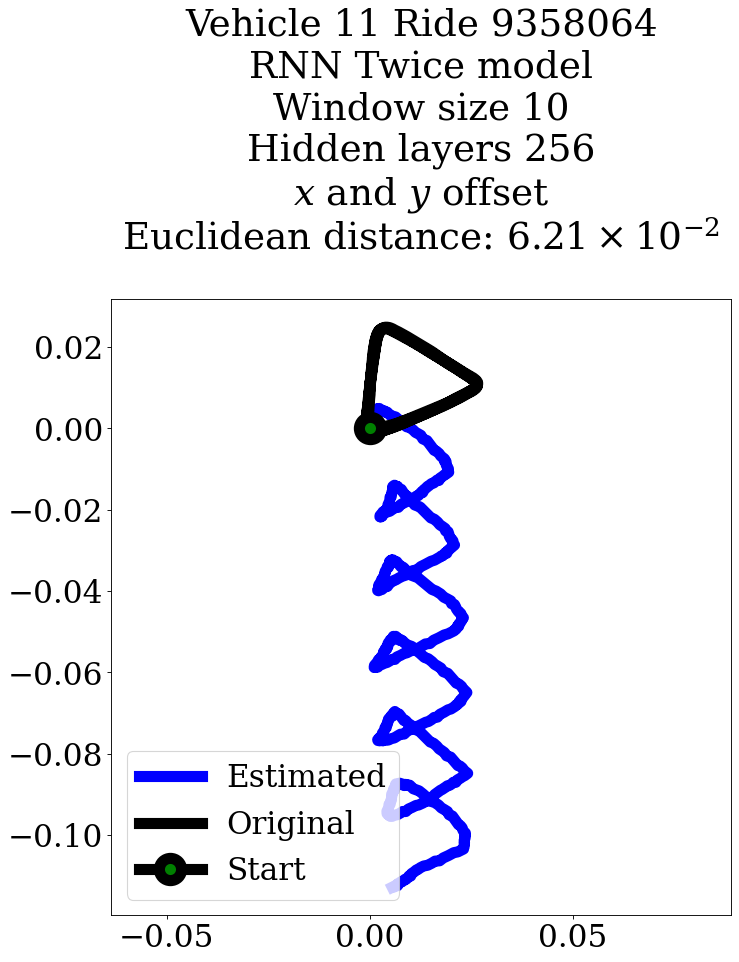 Vehicle 11 Ride 9358064
RNN Twice model
Window size 10
Hidden layers 256
x and y offset
Euclidean distance: 6.21 × 10⁻²
0.02
0.00
−0.02
−0.04
−0.06
−0.08
−0.10
Estimated
Original
Start
−0.05 0.00 0.05